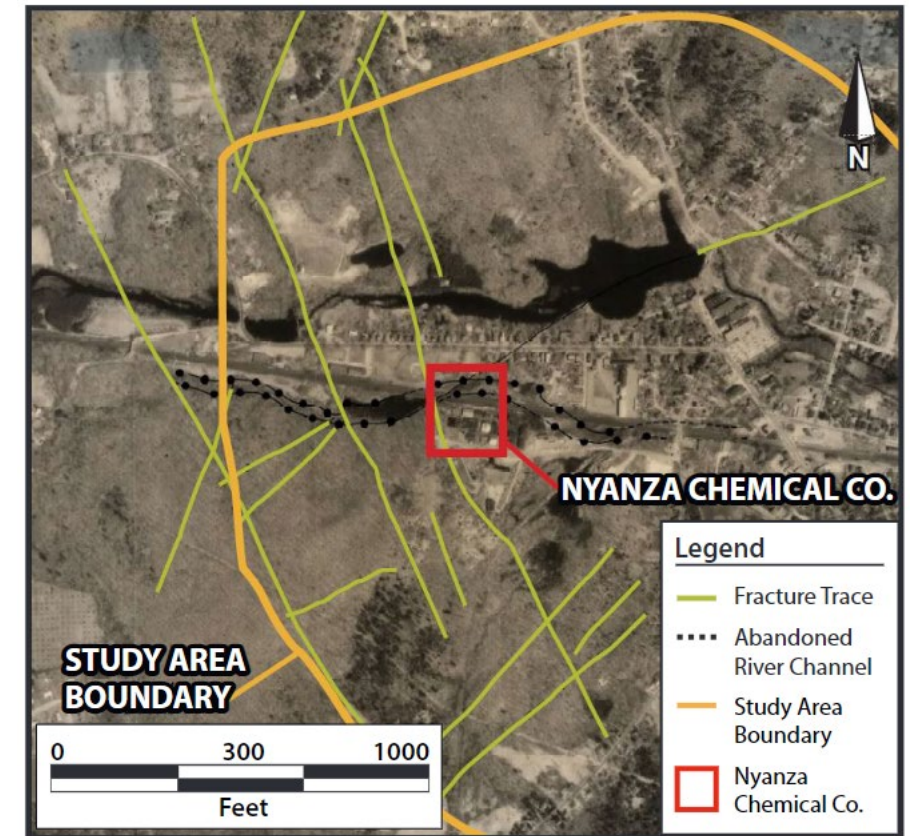 N
NYANZA CHEMICAL CO.
STUDY AREA
BOUNDARY
0 300 1000
Feet
Legend
Fracture Trace
Abandoned
River Channel
Study Area
Boundary
Nyanza
Chemical Co.